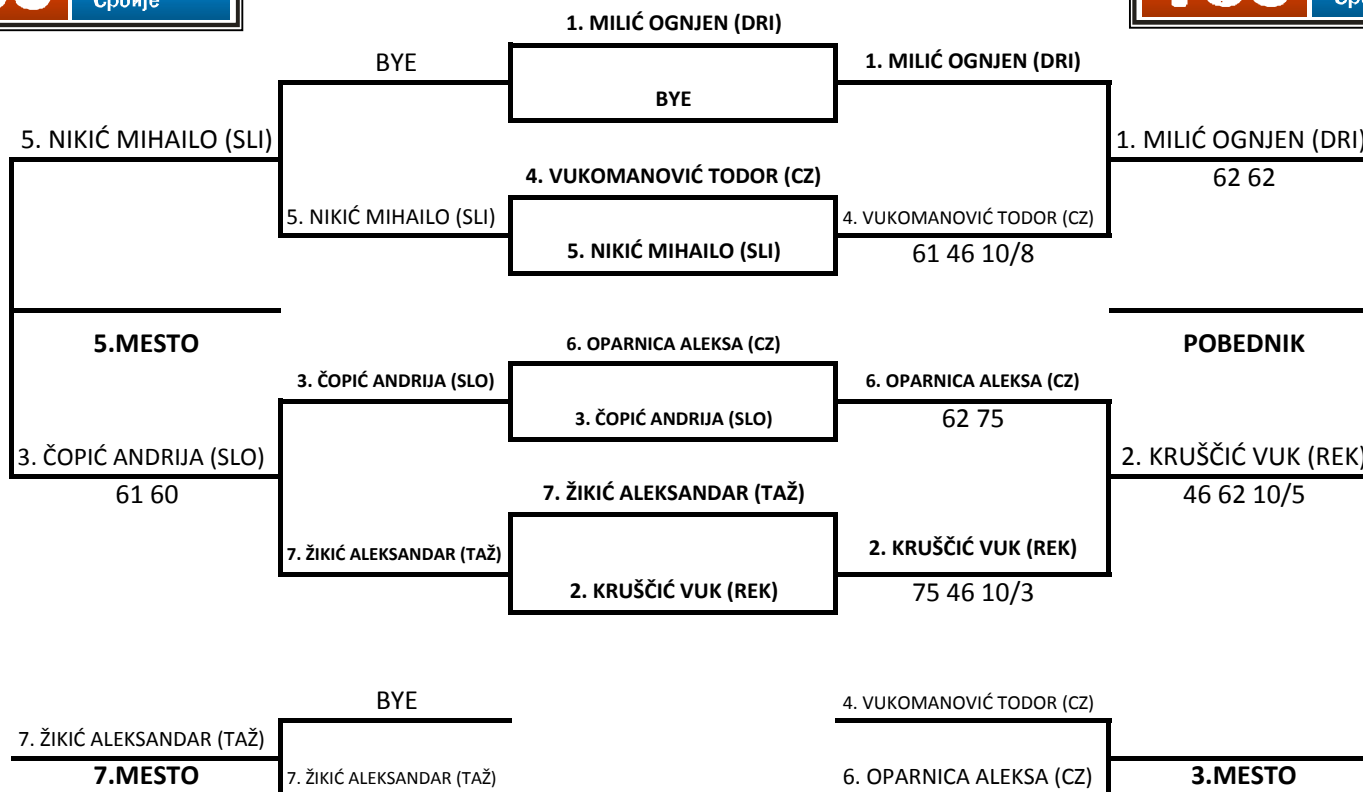 Србије
1. MILIĆ OGNJEN (DRI)
BYE
1. MILIĆ OGNJEN (DRI)
BYE
5. NIKIĆ MIHAILO (SLI)
1. MILIĆ OGNJEN (DRI)
62 62
4. VUKOMANOVIĆ TODOR (CZ)
5. NIKIĆ MIHAILO (SLI)
4. VUKOMANOVIĆ TODOR (CZ)
5. NIKIĆ MIHAILO (SLI)
61 46 10/8
5.MESTO
6. OPARNICA ALEKSA (CZ)
POBEDNIK
3. ČOPIĆ ANDRIJA (SLO)
6. OPARNICA ALEKSA (CZ)
3. ČOPIĆ ANDRIJA (SLO)
62 75
3. ČOPIĆ ANDRIJA (SLO)
2. KRUŠČIĆ VUK (REK)
61 60
7. ŽIKIĆ ALEKSANDAR (TAŽ)
46 62 10/5
7. ŽIKIĆ ALEKSANDAR (TAŽ)
2. KRUŠČIĆ VUK (REK)
2. KRUŠČIĆ VUK (REK)
75 46 10/3
BYE
4. VUKOMANOVIĆ TODOR (CZ)
7. ŽIKIĆ ALEKSANDAR (TAŽ)
7.MESTO
7. ŽIKIĆ ALEKSANDAR (TAŽ)
6. OPARNICA ALEKSA (CZ)
3.MESTO